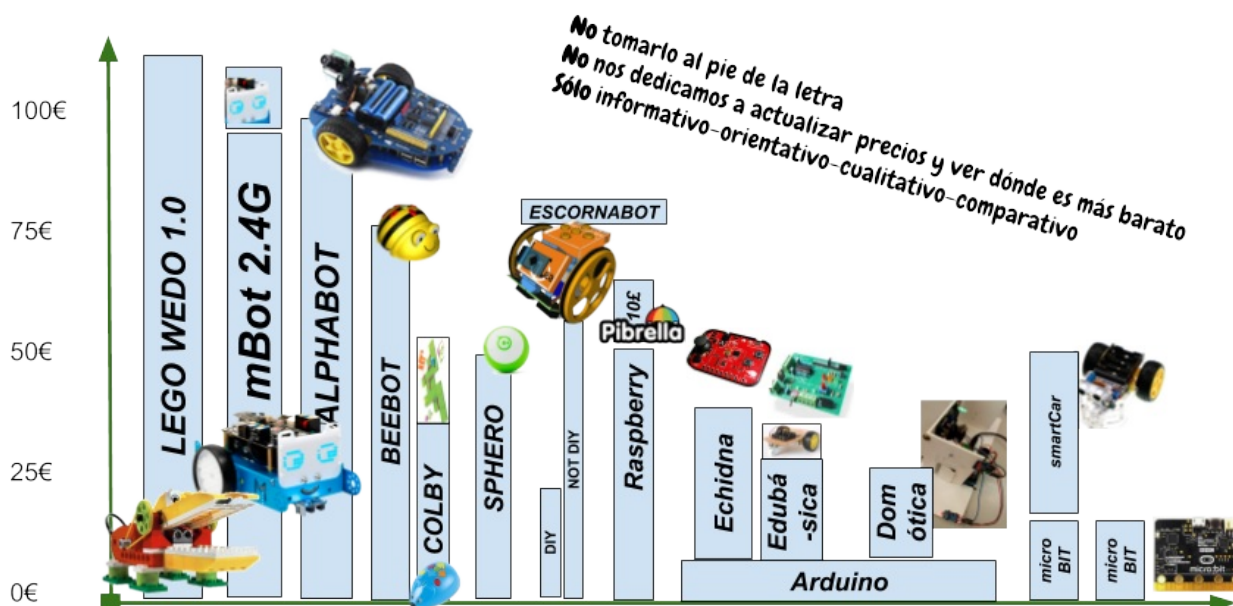 No tomarlo al pie de la letra
No nos dedicamos a actualizar precios y ver dónde es más barato
Sólo informativo-orientativo-cualitativo-comparativo
100€
75€
50€
25€
0€
LEGO WEDO 1.0
mBot 2.4G
ALPHABOT
BEEBOT
COLBY
SPHERO
ESCORNABOT
DIY
NOT DIY
10£
Pibrella
Raspberry
Echidna
Edubá
-sica
Dom
ótica
Arduino
smartCar
micro
BIT
micro
BIT
micro:bit